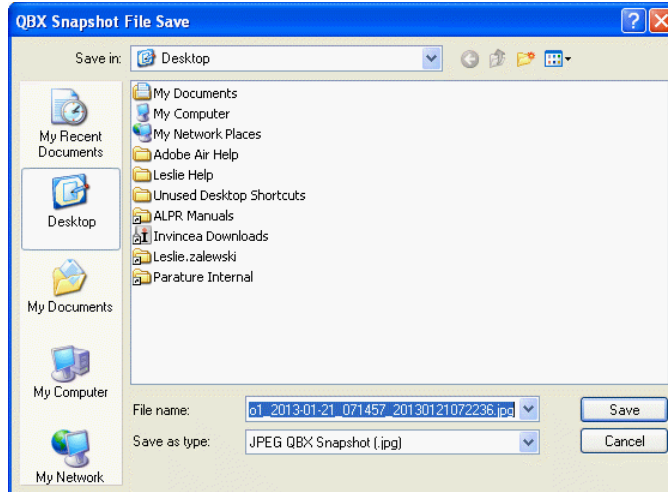 QBX Snapshot File Save
Save in:
Desktop
My Recent
Documents
Desktop
My Documents
My Computer
My Network
My Documents
My Computer
My Network Places
Adobe Air Help
Leslie Help
Unused Desktop Shortcuts
ALPR Manuals
Invincea Downloads
Leslie.zalewski
Parature Internal
File name:
o1_2013-01-21_071457_20130121072236.jpg
Save
Save as type:
JPEG QBX Snapshot (.jpg)
Cancel